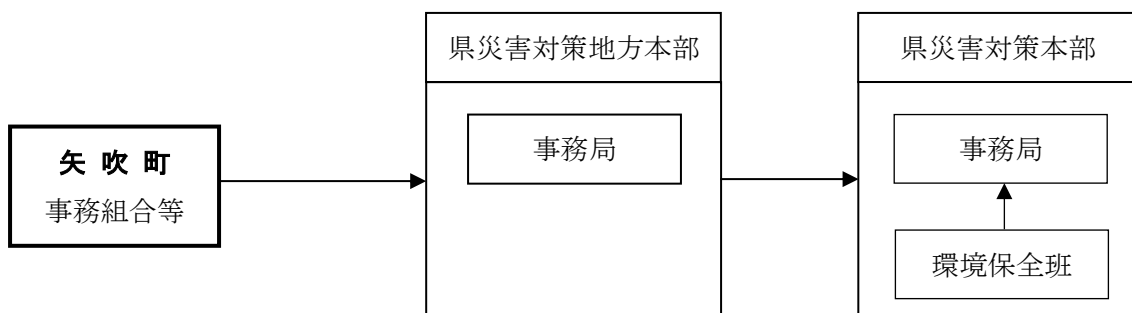 県災害対策地方本部
県災害対策本部
矢 吹 町
事務組合等
事務局
事務局
環境保全班